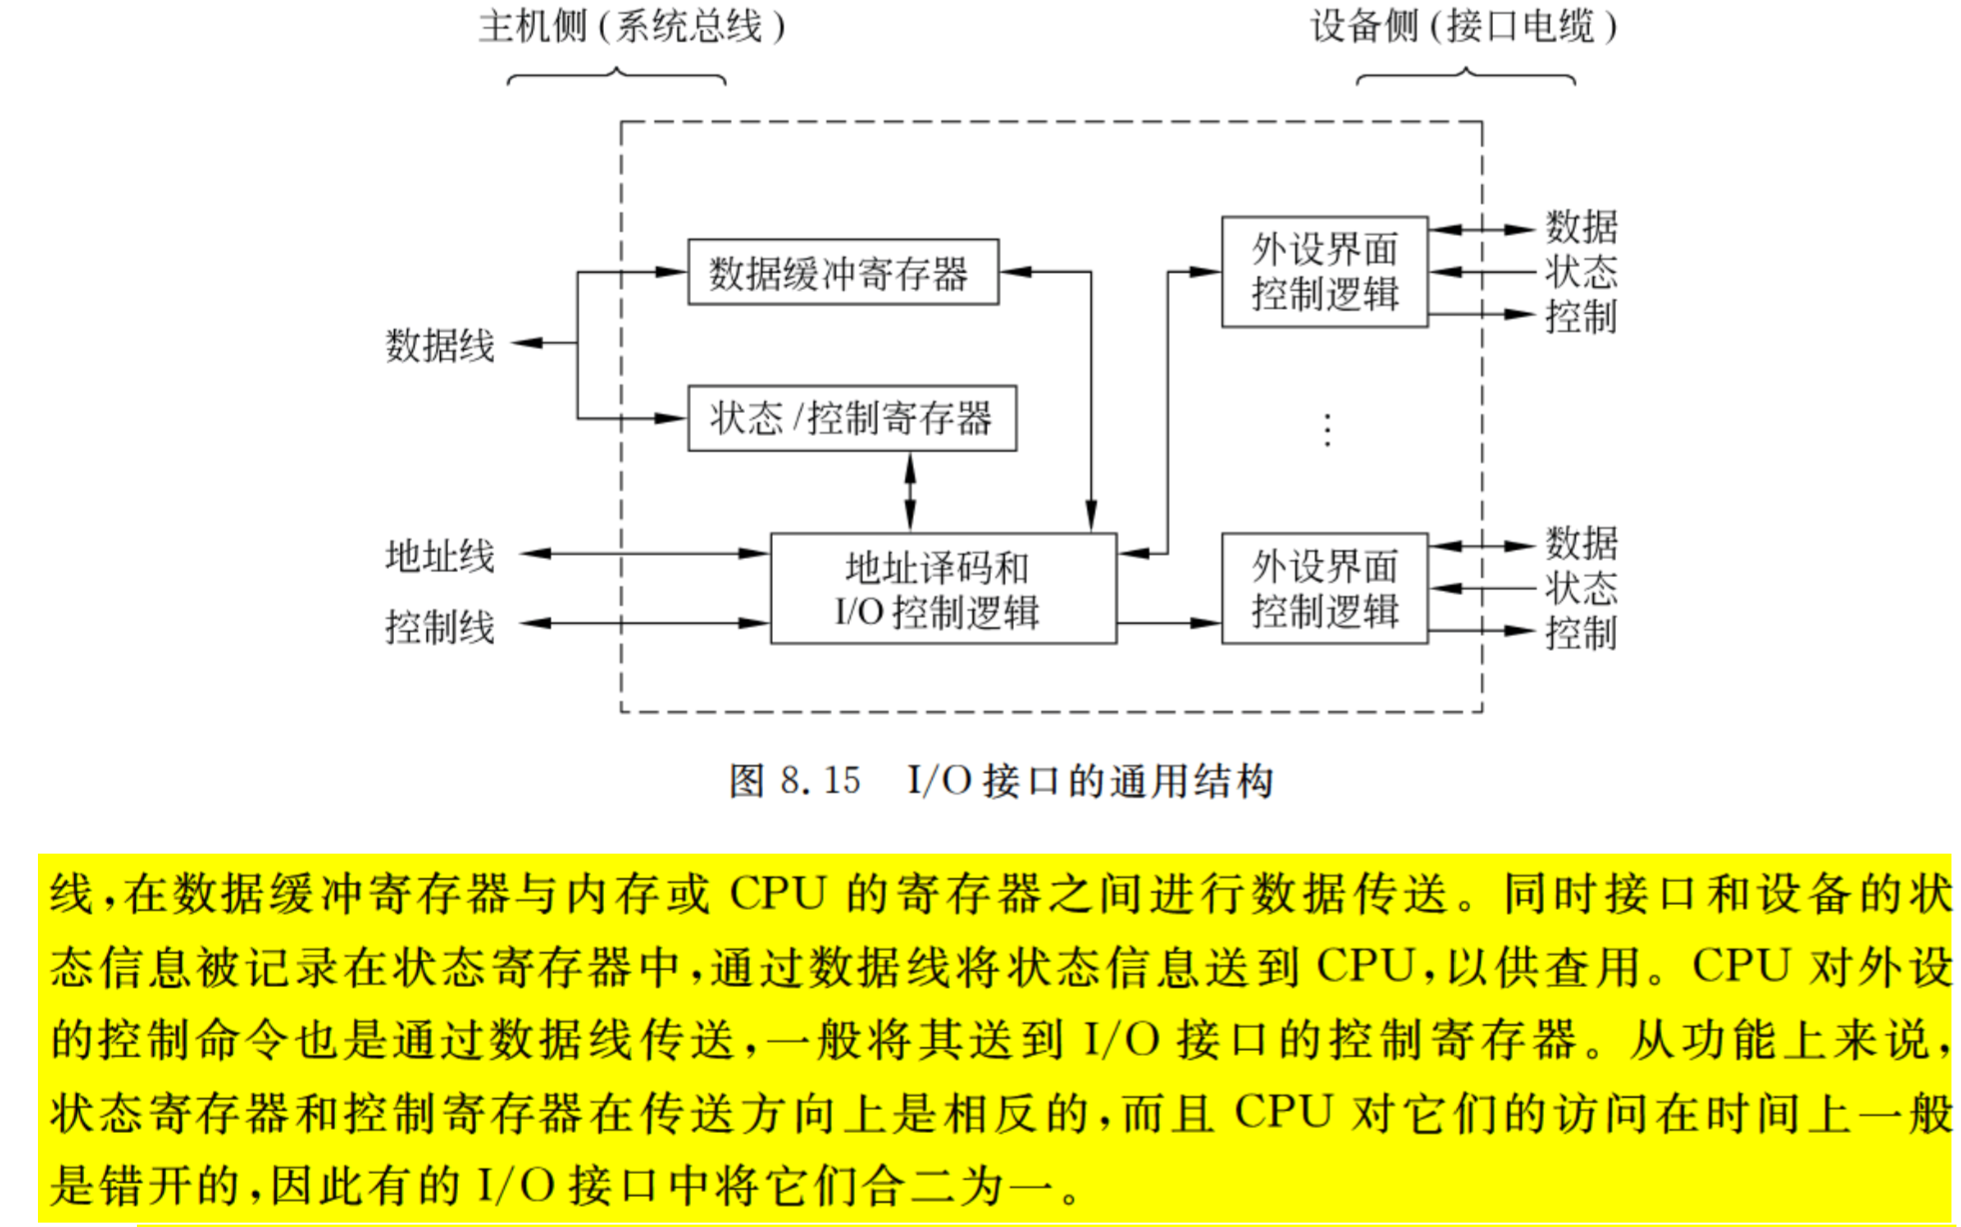 主机侧(系统总线)
设备侧(接口电缆)
数据缓冲寄存器
外设界面
控制逻辑
数据
状态
控制
数据线
状态/控制寄存器
⋮
地址线
控制线
地址译码和
I/O 控制逻辑
外设界面
控制逻辑
数据
状态
控制
图 8.15 I/O 接口的通用结构
线,在数据缓冲寄存器与内存或 CPU 的寄存器之间进行数据传送。同时接口和设备的状
态信息被记录在状态寄存器中,通过数据线将状态信息送到 CPU,以供查用。CPU 对外设
的控制命令也是通过数据线传送,一般将其送到 I/O 接口的控制寄存器。从功能上来说,
状态寄存器和控制寄存器在传送方向上是相反的,而且 CPU 对它们的访问在时间上一般
是错开的,因此有的 I/O 接口中将它们合二为一。